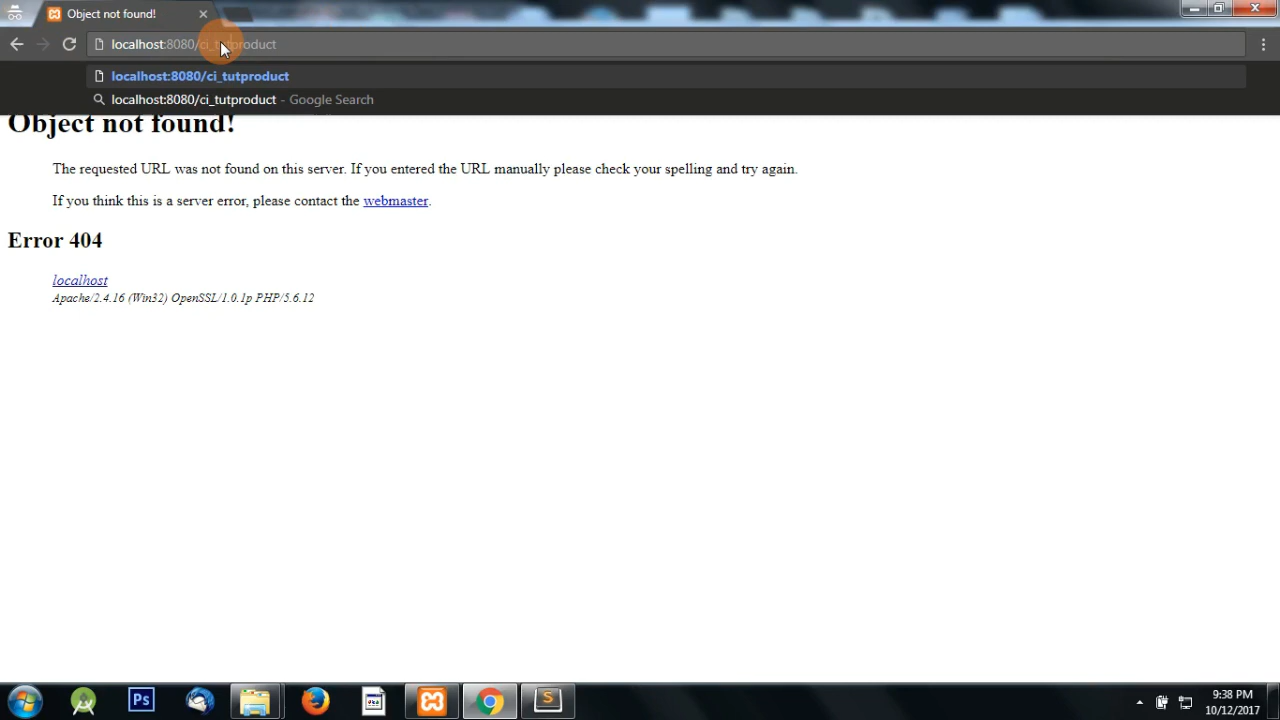 Object not found!
localhost:8080/ci_tutproduct
localhost:8080/ci_tutproduct
localhost:8080/ci_tutproduct - Google Search
Object not found!
The requested URL was not found on this server. If you entered the URL manually please check your spelling and try again.
If you think this is a server error, please contact the webmaster.
Error 404
localhost
Apache/2.4.16 (Win32) OpenSSL/1.0.1p PHP/5.6.12
Ps
S
9:38 PM
10/12/2017